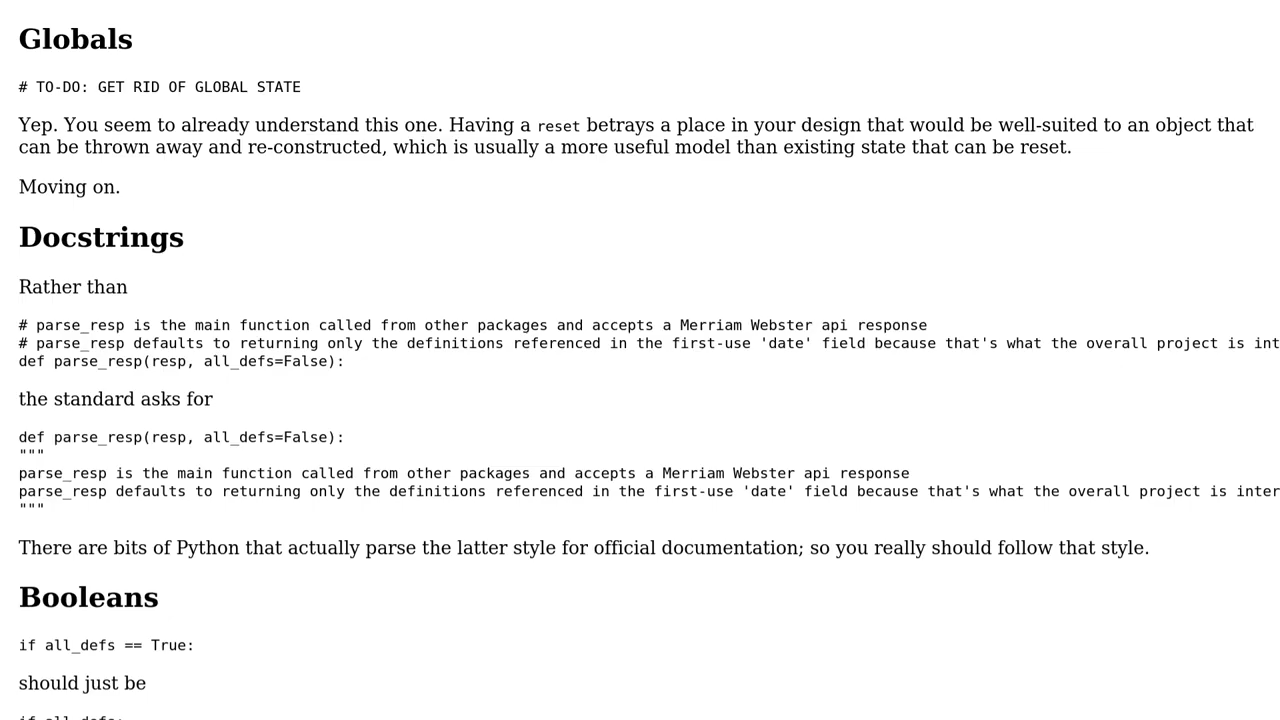 Globals
# TO-DO: GET RID OF GLOBAL STATE
Yep. You seem to already understand this one. Having a reset betrays a place in your design that would be well-suited to an object that
can be thrown away and re-constructed, which is usually a more useful model than existing state that can be reset.
Moving on.
Docstrings
Rather than
# parse_resp is the main function called from other packages and accepts a Merriam Webster api response
# parse_resp defaults to returning only the definitions referenced in the first-use 'date' field because that's what the overall project is int
def parse_resp(resp, all_defs=False):
the standard asks for
def parse_resp(resp, all_defs=False):
"""
parse_resp is the main function called from other packages and accepts a Merriam Webster api response
parse_resp defaults to returning only the definitions referenced in the first-use 'date' field because that's what the overall project is inter
"""
There are bits of Python that actually parse the latter style for official documentation; so you really should follow that style.
Booleans
if all_defs == True:
should just be
if all_defs: